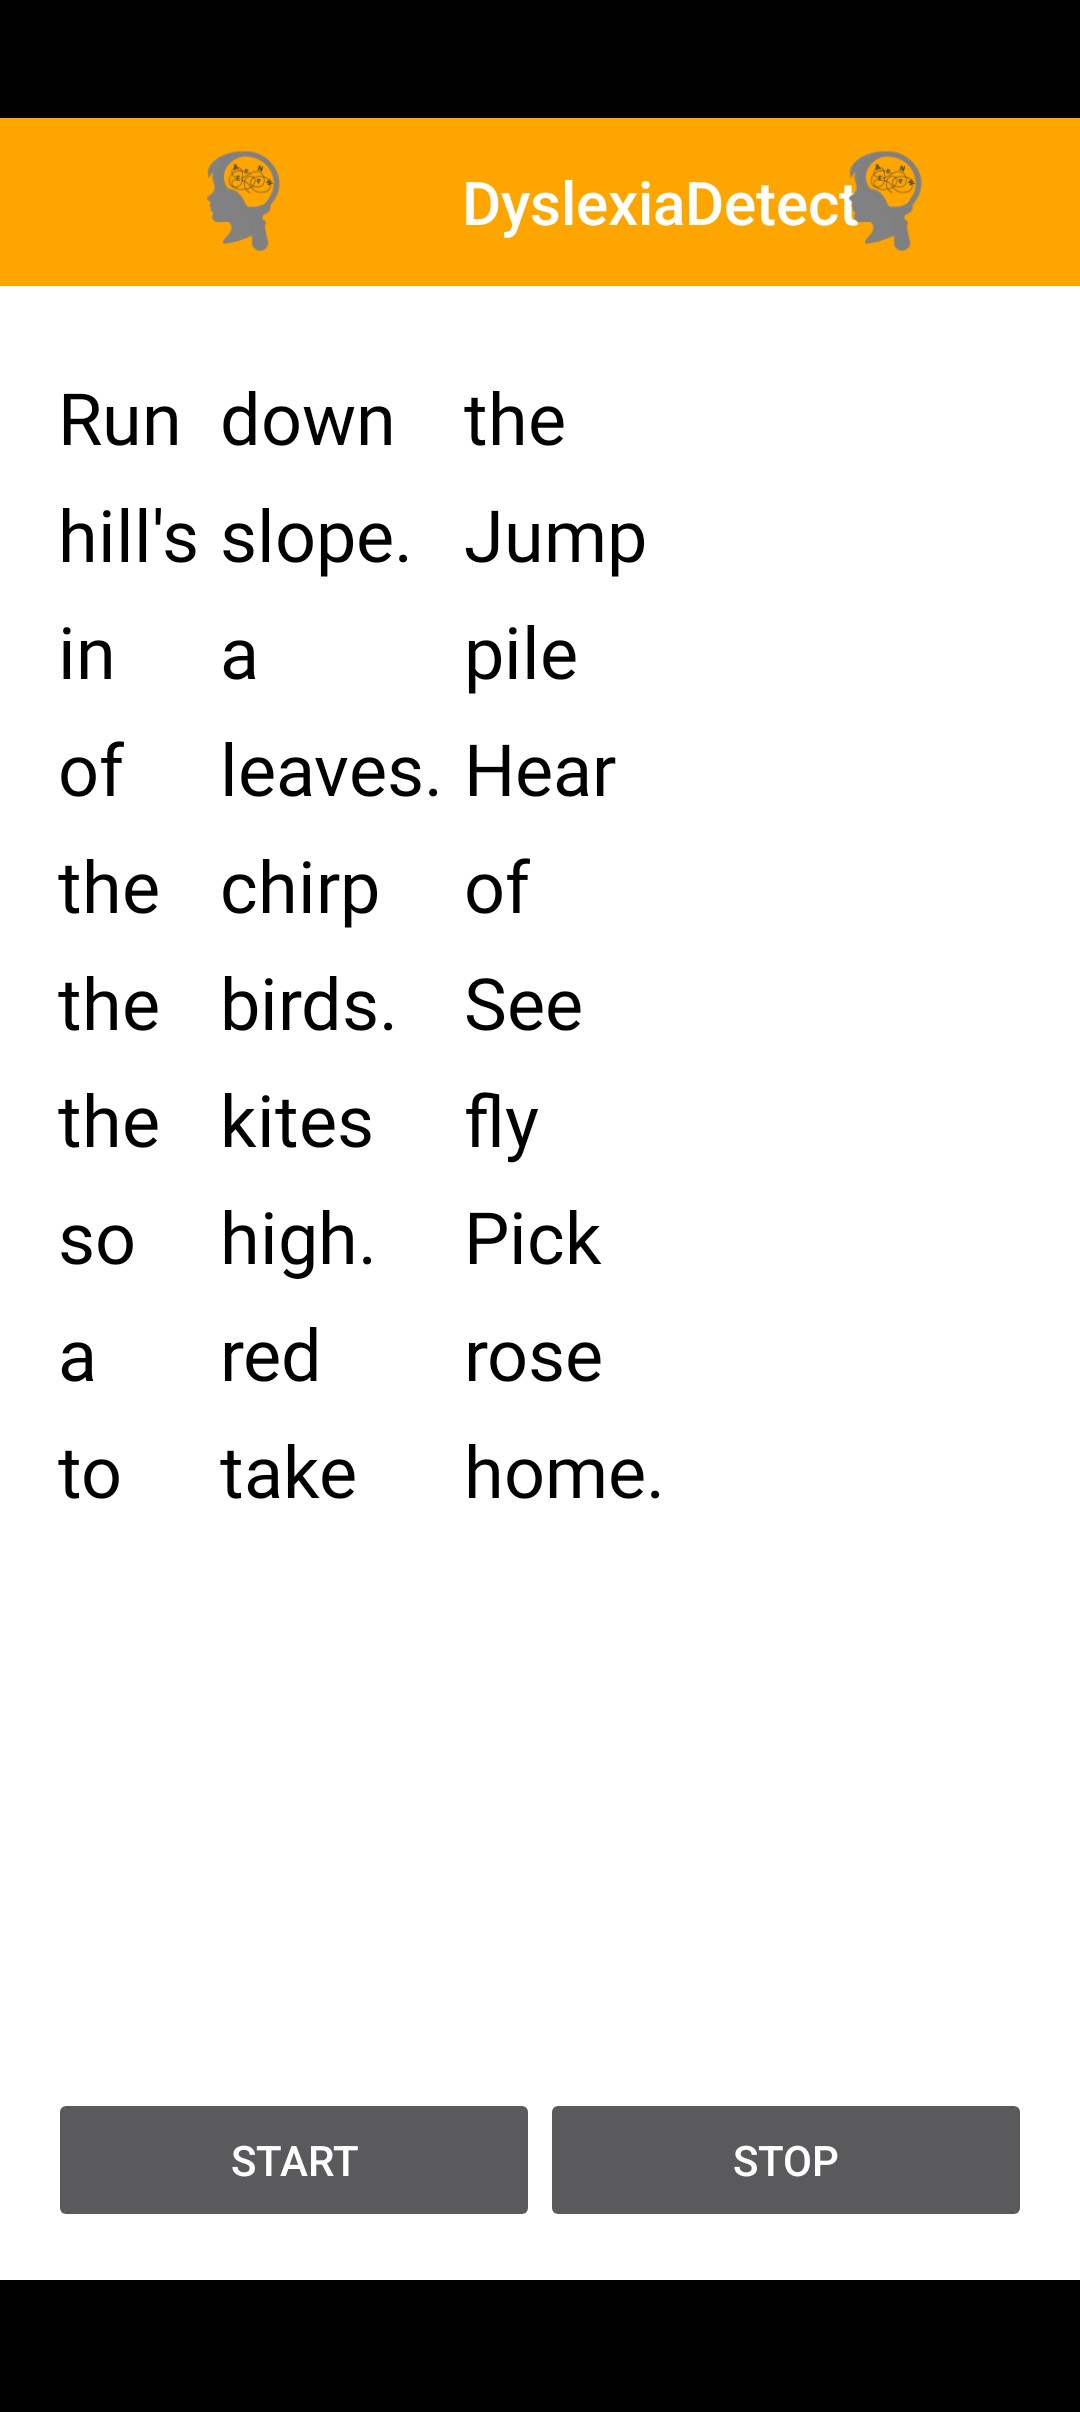 DyslexiaDetect
Run down the
hill's slope. Jump
in a pile
of leaves. Hear
the chirp of
the birds. See
the kites fly
so high. Pick
a red rose
to take home.
START STOP